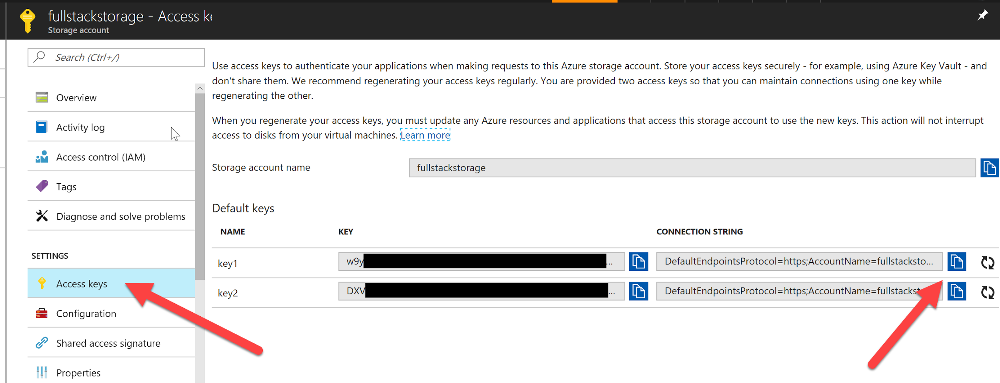 fullstackstorage - Access ke
Storage account
Search (Ctrl+/)
Overview
Activity log
Access control (IAM)
Tags
Diagnose and solve problems
SETTINGS
Access keys
Configuration
Shared access signature
Properties
Use access keys to authenticate your applications when making requests to this Azure storage account. Store your access keys securely - for example, using Azure Key Vault - and
don't share them. We recommend regenerating your access keys regularly. You are provided two access keys so that you can maintain connections using one key while
regenerating the other.
When you regenerate your access keys, you must update any Azure resources and applications that access this storage account to use the new keys. This action will not interrupt
access to disks from your virtual machines. Learn more
Storage account name fullstackstorage
Default keys
NAME KEY CONNECTION STRING
key1 w9y... DefaultEndpointsProtocol=https;AccountName=fullstacksto...
key2 DXV... DefaultEndpointsProtocol=https;AccountName=fullstacks